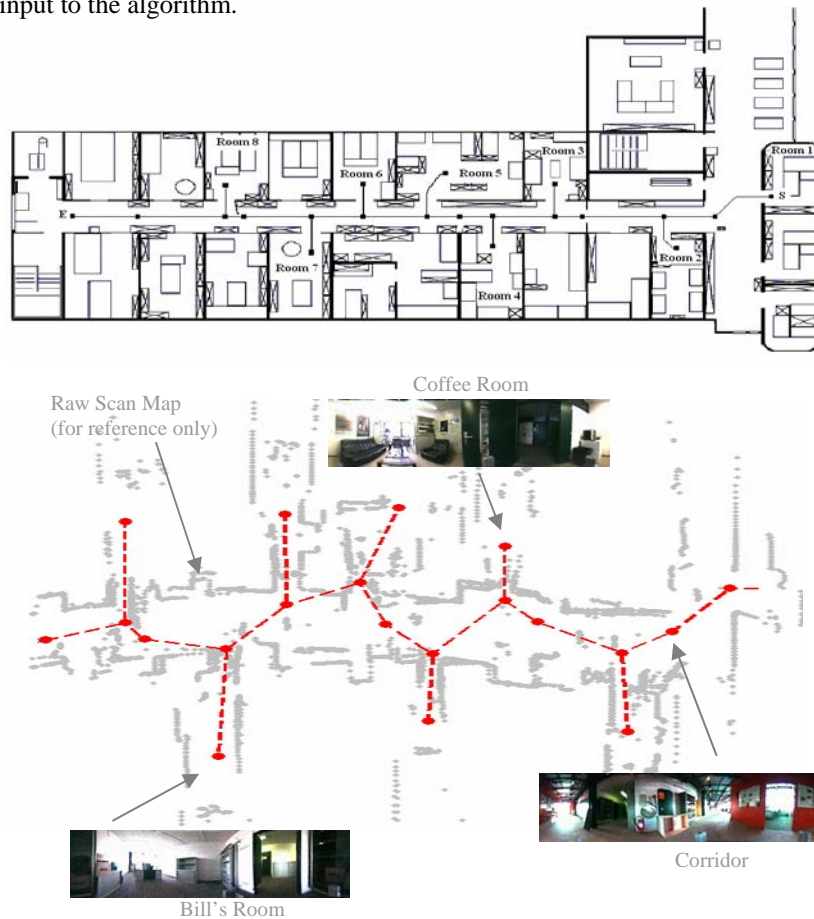 input to the algorithm.
Room 1
Room 8
Room 3
Room 6
Room 5
S
E
Room 7
Room 2
Room 4
Coffee Room
Raw Scan Map
(for reference only)
Corridor
Bill's Room